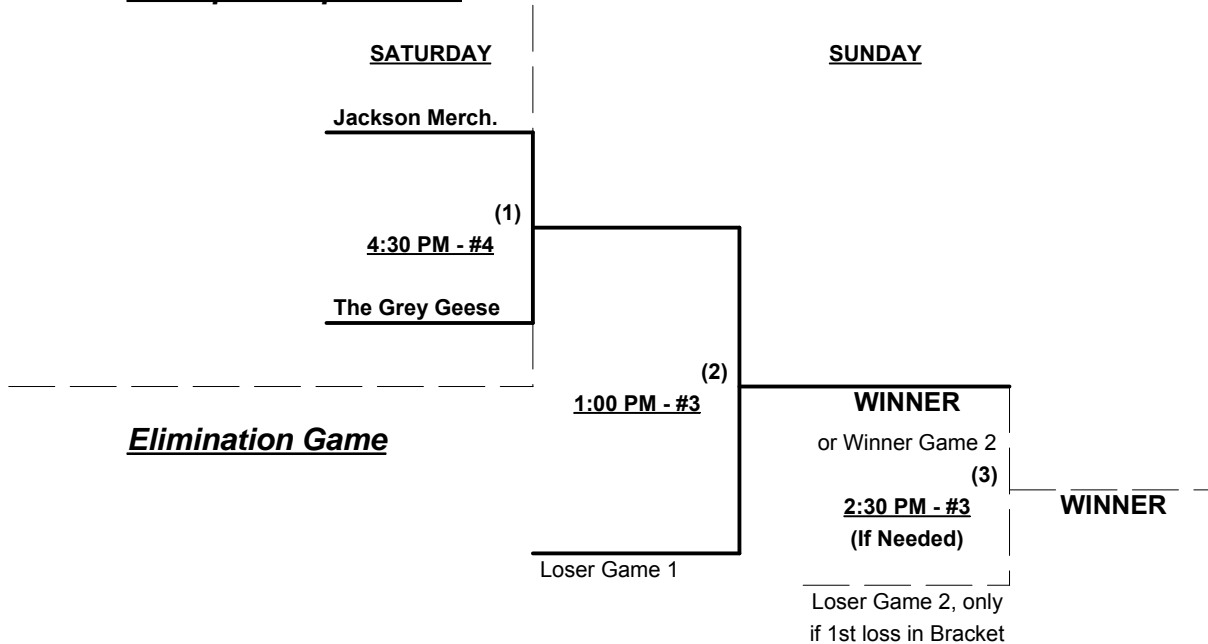 SATURDAY
SUNDAY
Jackson Merch.
(1)
4:30 PM - #4
The Grey Geese
(2)
1:00 PM - #3
WINNER
Elimination Game
or Winner Game 2
(3)
2:30 PM - #3
WINNER
(If Needed)
Loser Game 1
Loser Game 2, only
if 1st loss in Bracket